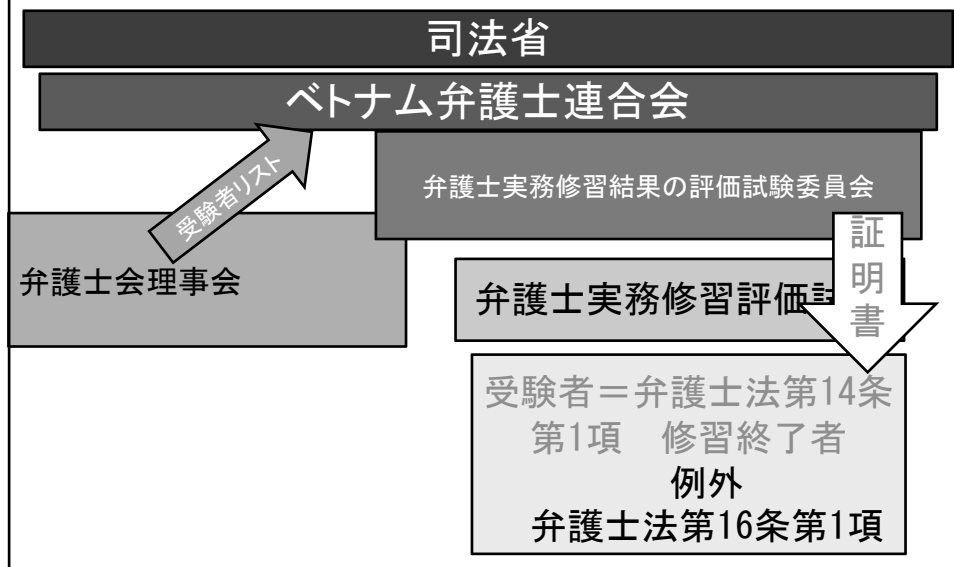 司法省
ベトナム弁護士連合会
受験者リスト
弁護士実務修習結果の評価試験委員会
弁護士会理事会
証明書
弁護士実務修習評価試
受験者＝弁護士法第14条
第1項　修習終了者
例外
弁護士法第16条第1項